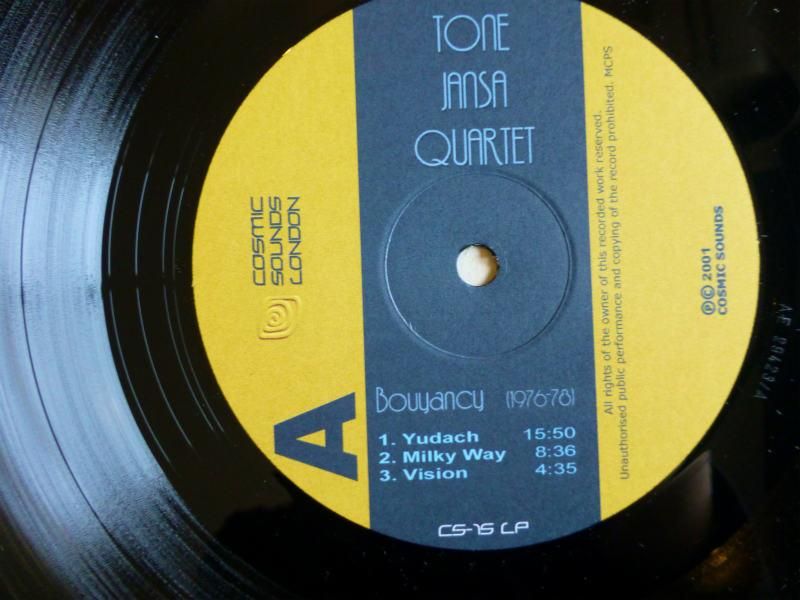 TONE
JANSA
QUARTET
COSMIC
SOUNDS
LONDON
A
Bouyancy (1976-78)
1. Yudach 15:50
2. Milky Way 8:36
3. Vision 4:35
CS-15 LP
All rights of the owner of this recorded work reserved.
Unauthorised public performance and copying of the record prohibited. MCPS
℗© 2001
COSMIC SOUNDS